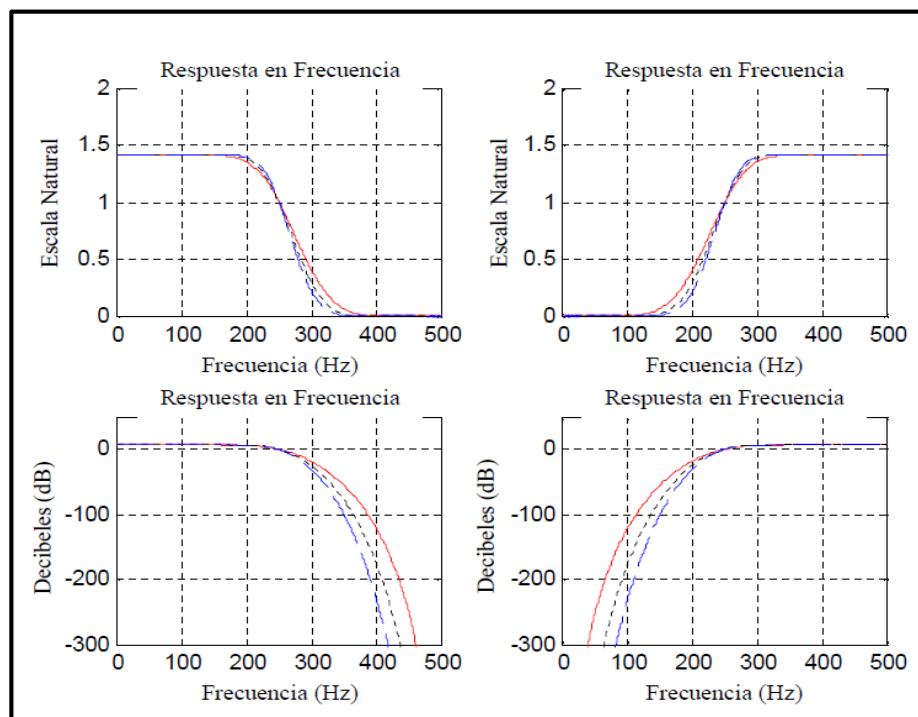 Respuesta en Frecuencia
Escala Natural
2
1.5
1
0.5
0
0 100 200 300 400 500
Frecuencia (Hz)
Respuesta en Frecuencia
Escala Natural
2
1.5
1
0.5
0
0 100 200 300 400 500
Frecuencia (Hz)
Respuesta en Frecuencia
Decibeles (dB)
0
-100
-200
-300
0 100 200 300 400 500
Frecuencia (Hz)
Respuesta en Frecuencia
Decibeles (dB)
0
-100
-200
-300
0 100 200 300 400 500
Frecuencia (Hz)